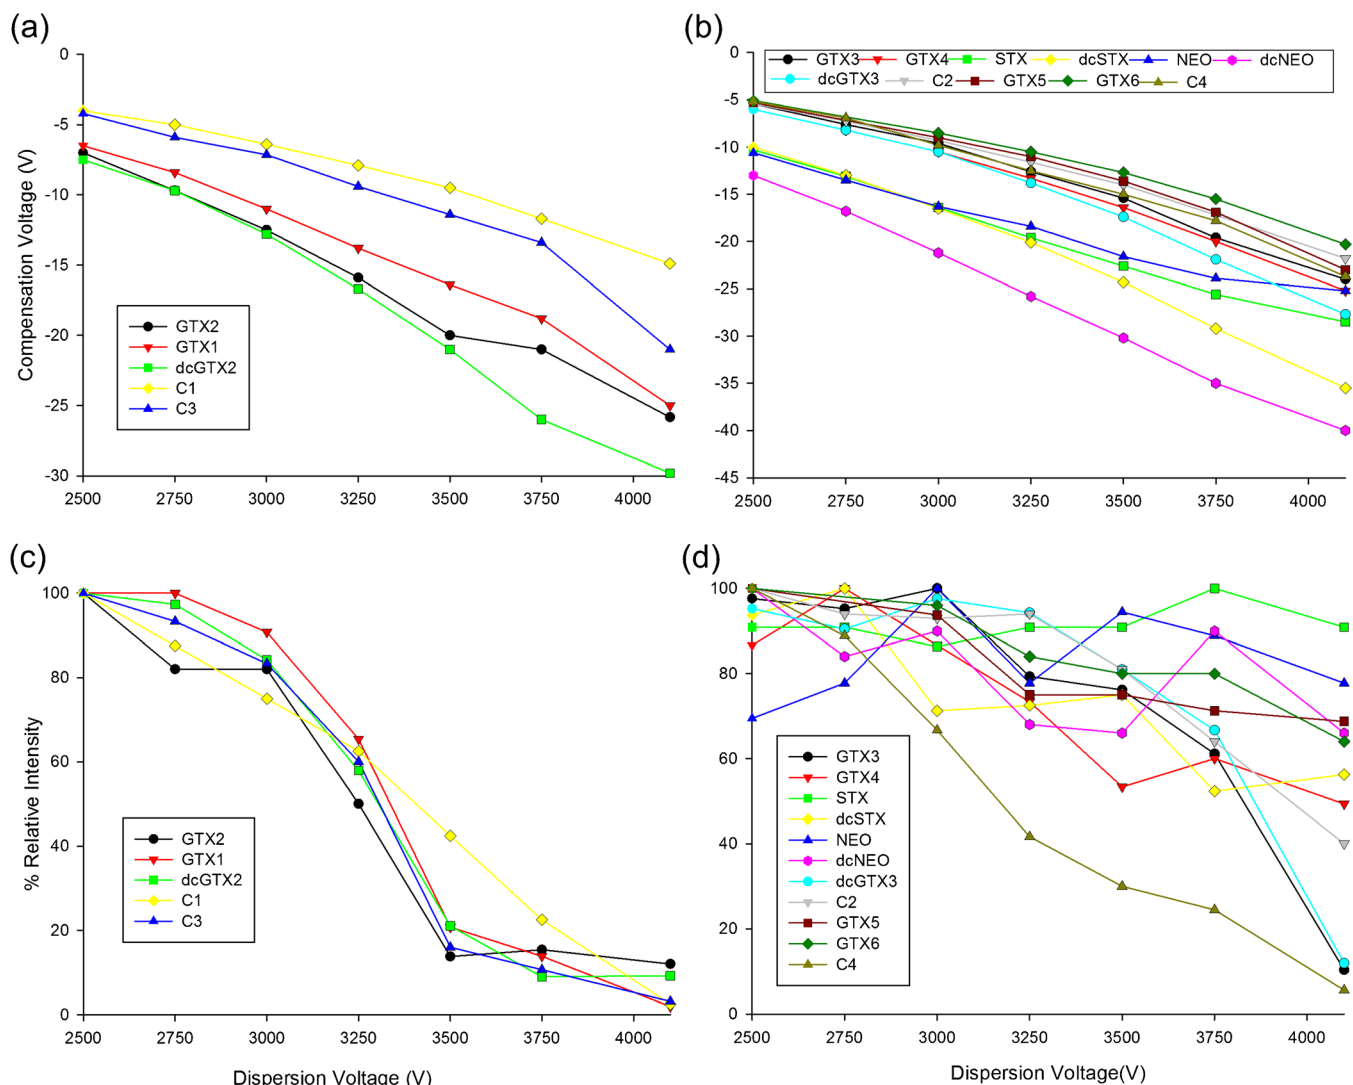 (a)
0
-5
-10
-15
-20
-25
-30
Compensation Voltage (V)
GTX2
GTX1
dcGTX2
C1
C3
2500 2750 3000 3250 3500 3750 4000
(b)
0
-5
-10
-15
-20
-25
-30
-35
-40
-45
GTX3 GTX4 STX dcSTX NEO dcNEO
dcGTX3 C2 GTX5 GTX6 C4
2500 2750 3000 3250 3500 3750 4000
(c)
100
80
60
40
20
0
% Relative Intensity
GTX2
GTX1
dcGTX2
C1
C3
2500 2750 3000 3250 3500 3750 4000
Dispersion Voltage (V)
(d)
100
80
60
40
20
0
GTX3
GTX4
STX
dcSTX
NEO
dcNEO
dcGTX3
C2
GTX5
GTX6
C4
2500 2750 3000 3250 3500 3750 4000
Dispersion Voltage(V)